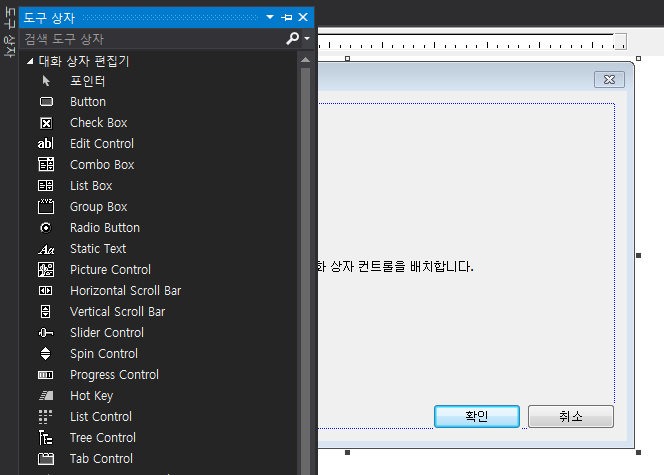 도구 상자
도구 상자
검색 도구 상자
대화 상자 편집기
포인터
Button
Check Box
Edit Control
Combo Box
List Box
Group Box
Radio Button
Static Text
Picture Control
Horizontal Scroll Bar
Vertical Scroll Bar
Slider Control
Spin Control
Progress Control
Hot Key
List Control
Tree Control
Tab Control
화 상자 컨트롤을 배치합니다.
확인
취소